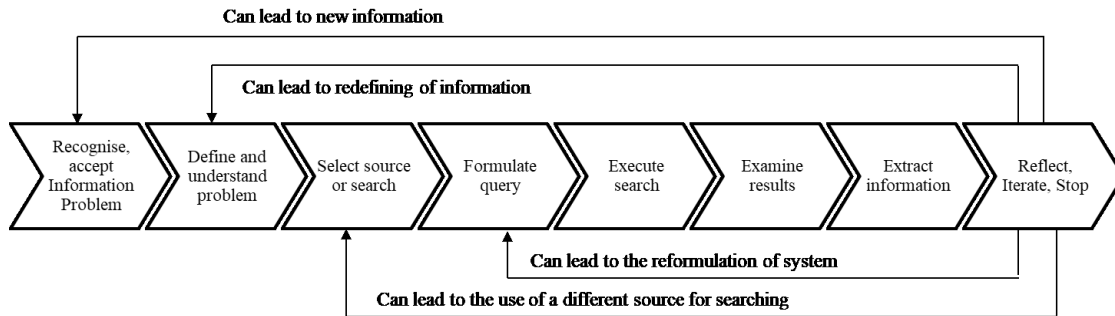 Can lead to new information
Can lead to redefining of information
Recognise,
accept
Information
Problem
Define and
understand
problem
Select source
or search
Formulate
query
Execute
search
Examine
results
Extract
information
Reflect,
Iterate, Stop
Can lead to the reformulation of system
Can lead to the use of a different source for searching